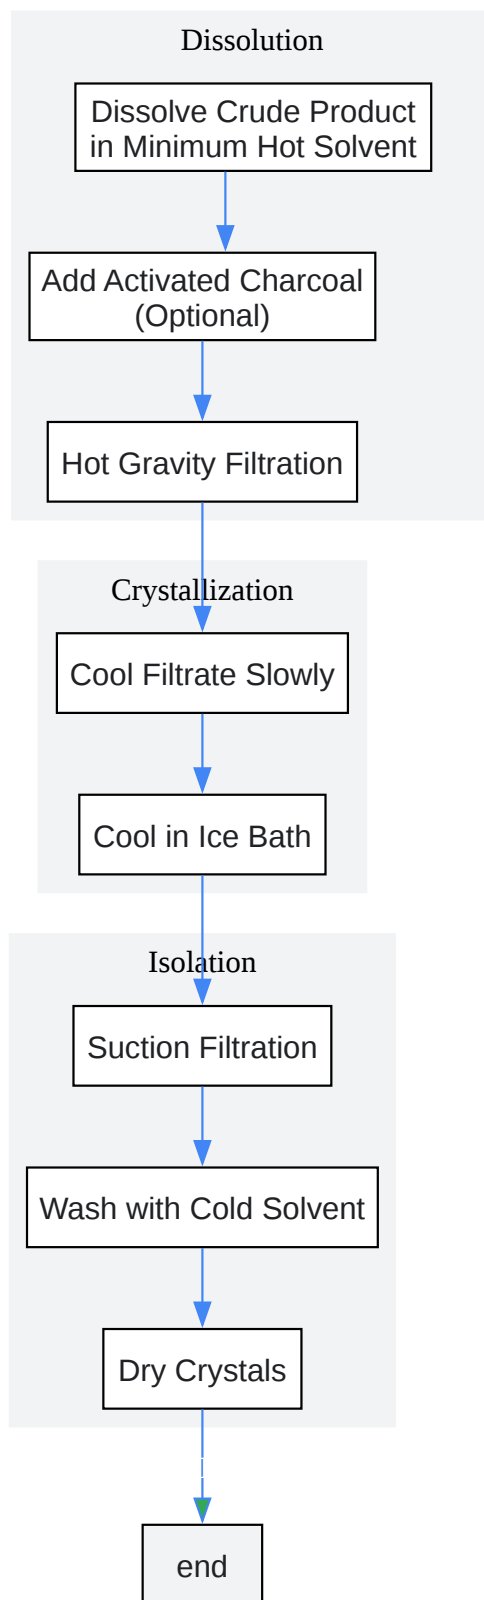 Dissolution
Dissolve Crude Product
in Minimum Hot Solvent
Add Activated Charcoal
(Optional)
Hot Gravity Filtration
Crystallization
Cool Filtrate Slowly
Cool in Ice Bath
Isolation
Suction Filtration
Wash with Cold Solvent
Dry Crystals
end